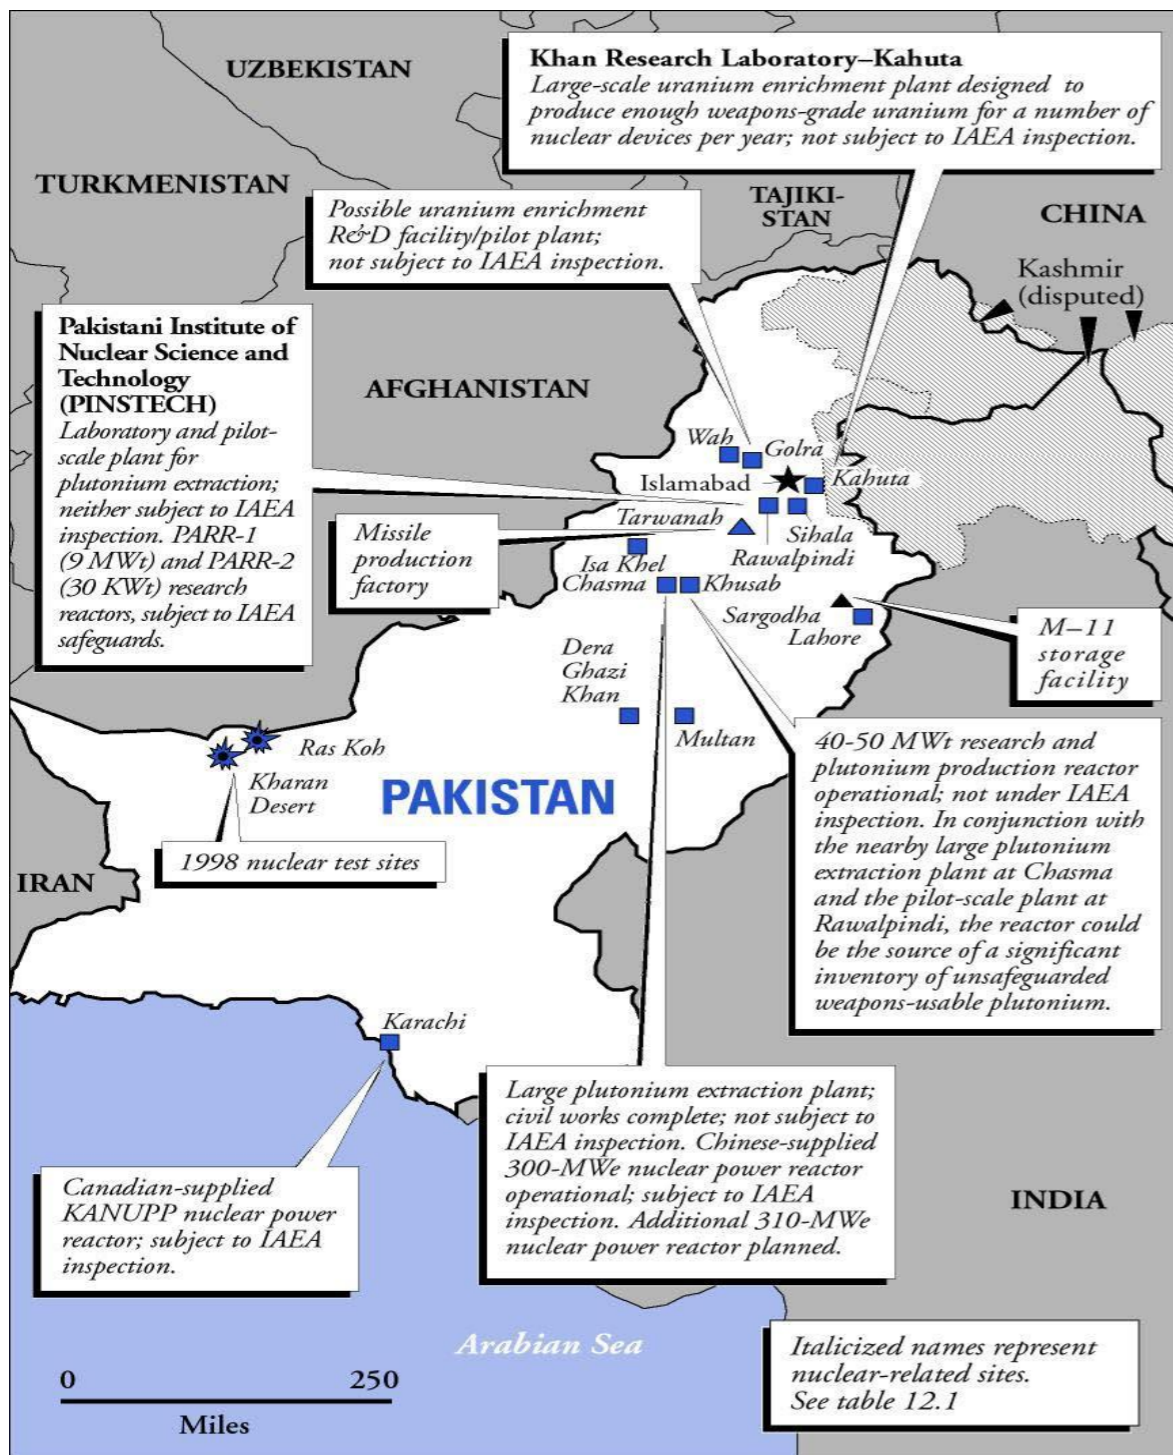 UZBEKISTAN
Khan Research Laboratory–Kahuta
Large-scale uranium enrichment plant designed to
produce enough weapons-grade uranium for a number of
nuclear devices per year; not subject to IAEA inspection.
TURKMENISTAN
TAJIKI-
STAN
CHINA
Possible uranium enrichment
R&D facility/pilot plant;
not subject to IAEA inspection.
Kashmir
(disputed)
Pakistani Institute of
Nuclear Science and
Technology
(PINSTECH)
Laboratory and pilot-
scale plant for
plutonium extraction;
neither subject to IAEA
inspection. PARR-1
(9 MWt) and PARR-2
(30 KWt) research
reactors, subject to IAEA
safeguards.
AFGHANISTAN
Wah
Golra
Islamabad
Kahuta
Tarwanah
Sihala
Rawalpindi
Missile
production
factory
Isa Khel
Chasma
Khusab
Sargodha
Lahore
M–11
storage
facility
Dera
Ghazi
Khan
Multan
Ras Koh
Kharan
Desert
PAKISTAN
1998 nuclear test sites
IRAN
40-50 MWt research and
plutonium production reactor
operational; not under IAEA
inspection. In conjunction with
the nearby large plutonium
extraction plant at Chasma
and the pilot-scale plant at
Rawalpindi, the reactor could
be the source of a significant
inventory of unsafeguarded
weapons-usable plutonium.
Karachi
Large plutonium extraction plant;
civil works complete; not subject to
IAEA inspection. Chinese-supplied
300-MWe nuclear power reactor
operational; subject to IAEA
inspection. Additional 310-MWe
nuclear power reactor planned.
Canadian-supplied
KANUPP nuclear power
reactor; subject to IAEA
inspection.
INDIA
Arabian Sea
Italicized names represent
nuclear-related sites.
See table 12.1
0 250
Miles